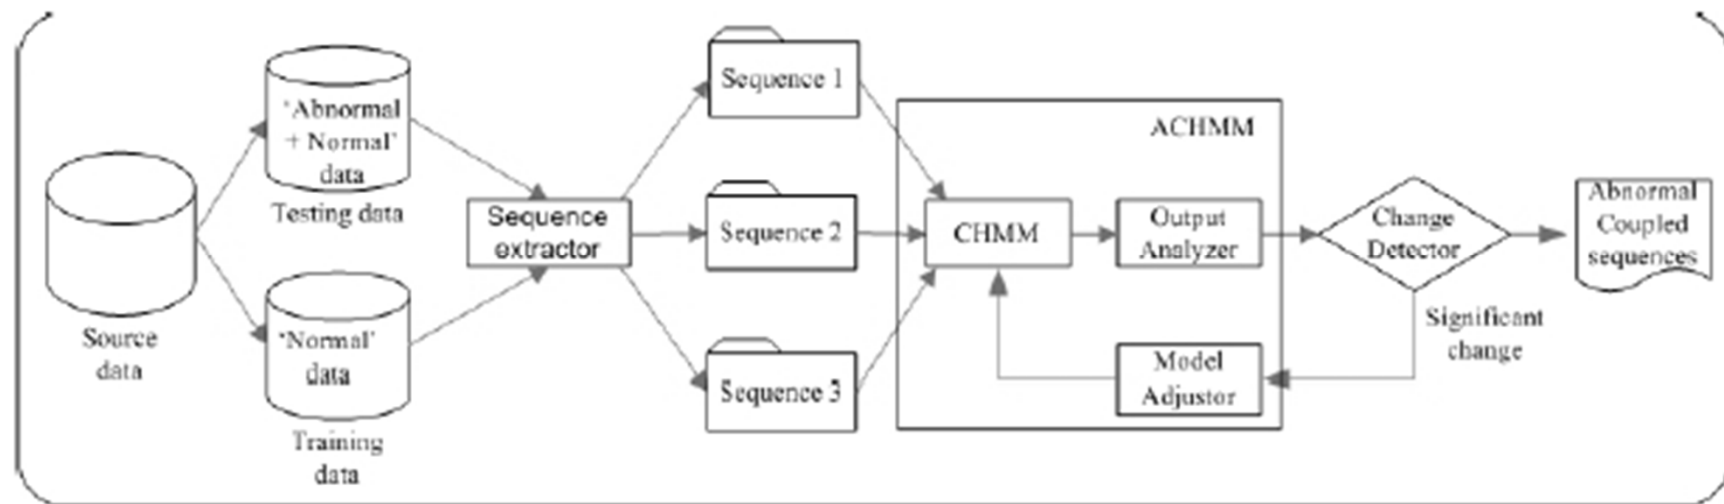 Source
data
'Abnormal
+ Normal'
data
Testing data
'Normal'
data
Training
data
Sequence
extractor
Sequence 1
Sequence 2
Sequence 3
ACHMM
CHMM
Output
Analyzer
Model
Adjustor
Change
Detector
Significant
change
Abnormal
Coupled
sequences